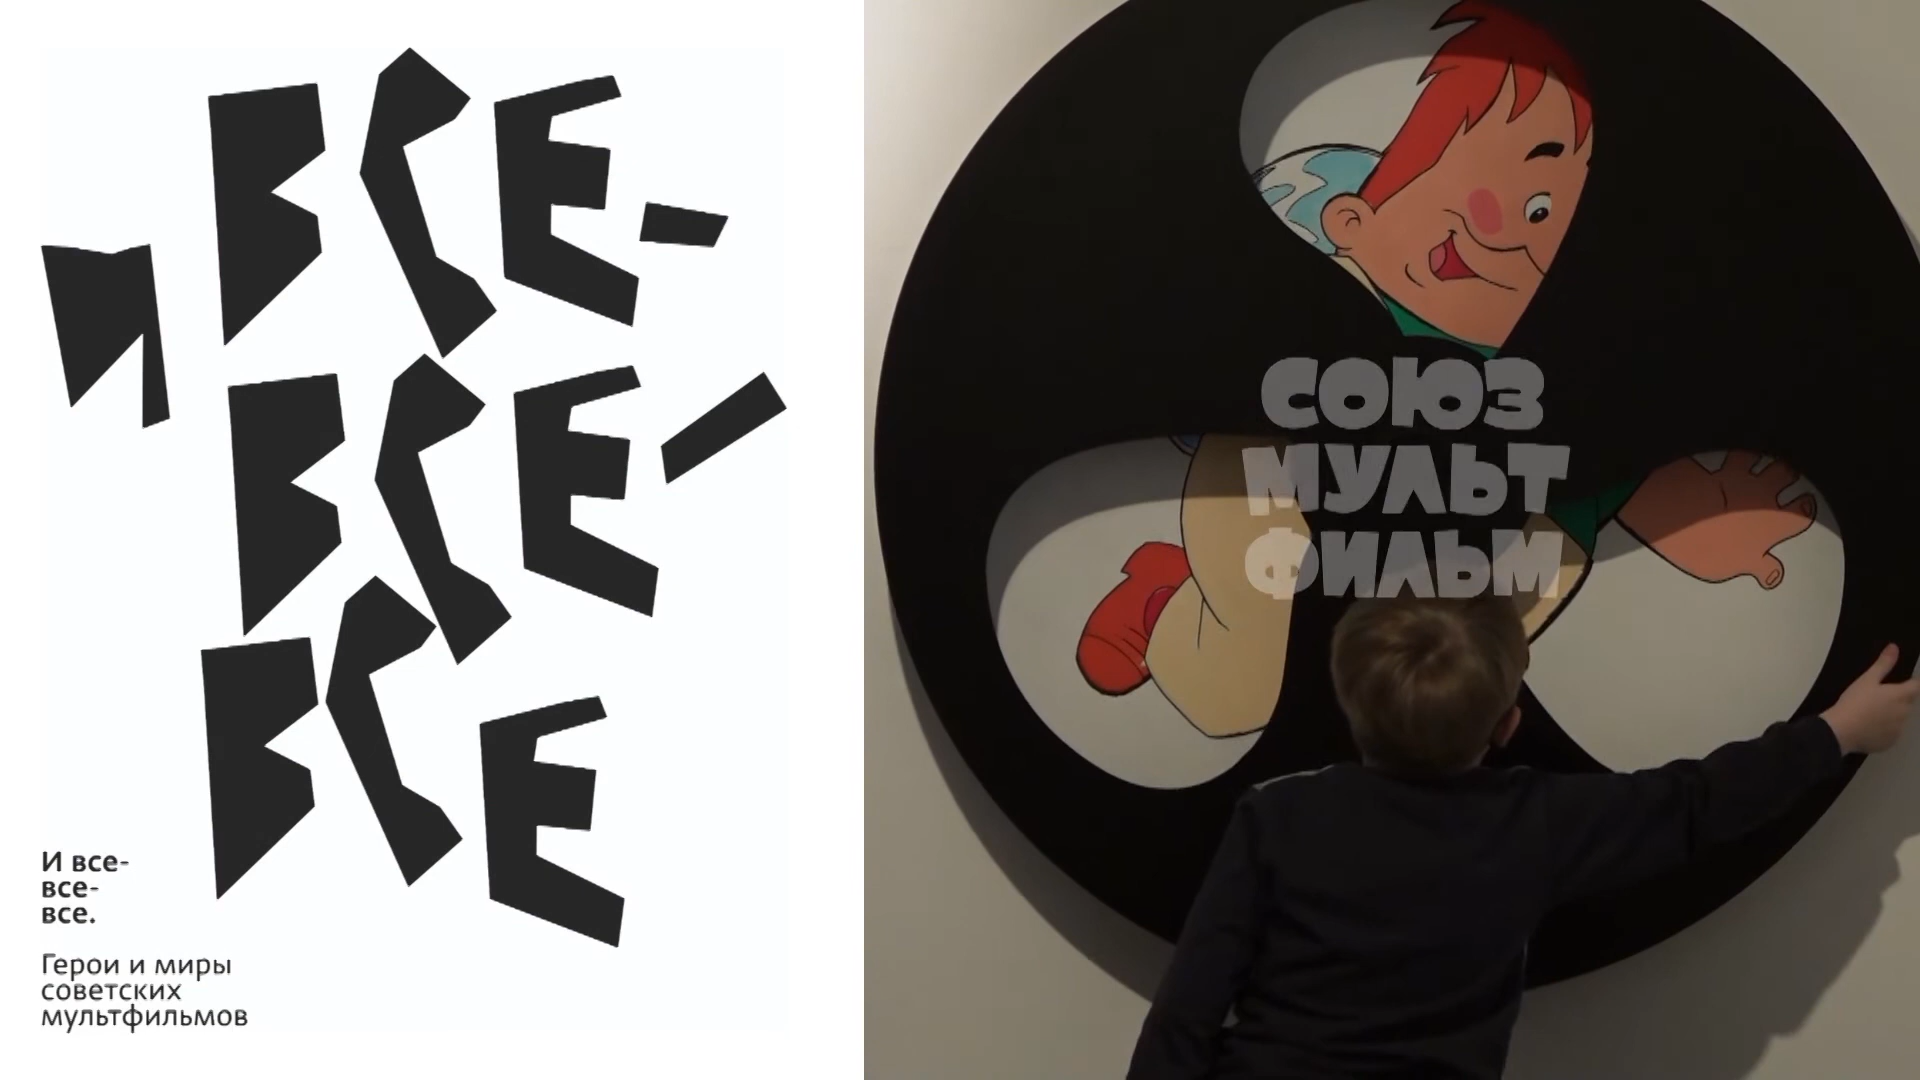 И ВСЕ-
ВСЕ-
ВСЕ
И все-
все-
все.
Герои и миры
советских
мультфильмов
СОЮЗ
МУЛЬТ
ФИЛЬМ